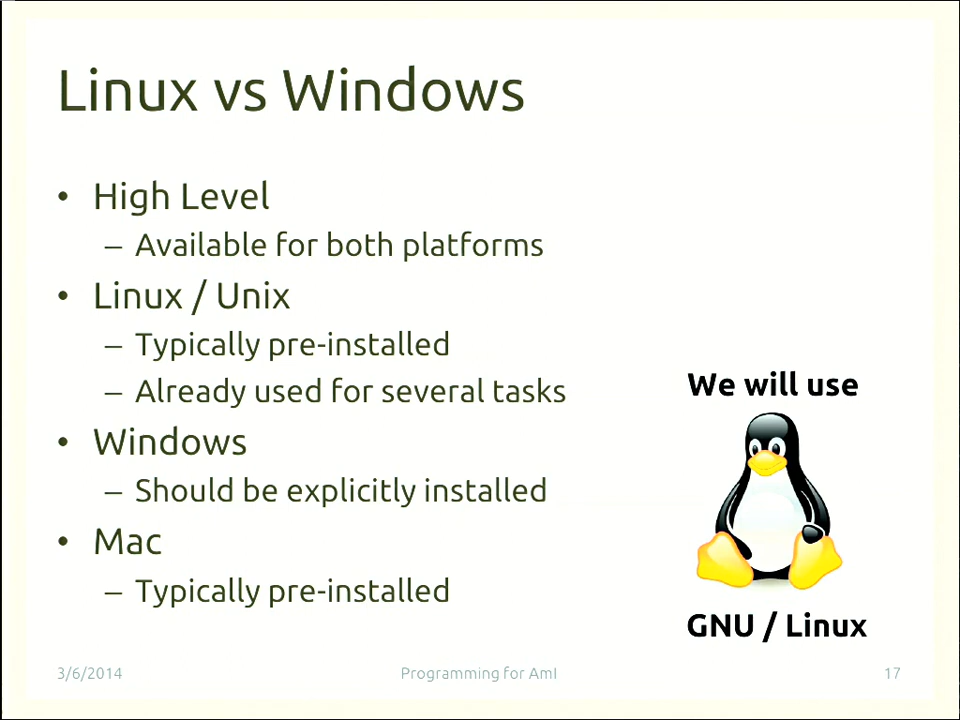 Linux vs Windows
• High Level
– Available for both platforms
• Linux / Unix
– Typically pre-installed
– Already used for several tasks
• Windows
– Should be explicitly installed
• Mac
– Typically pre-installed
We will use
GNU / Linux
3/6/2014
Programming for AmI
17